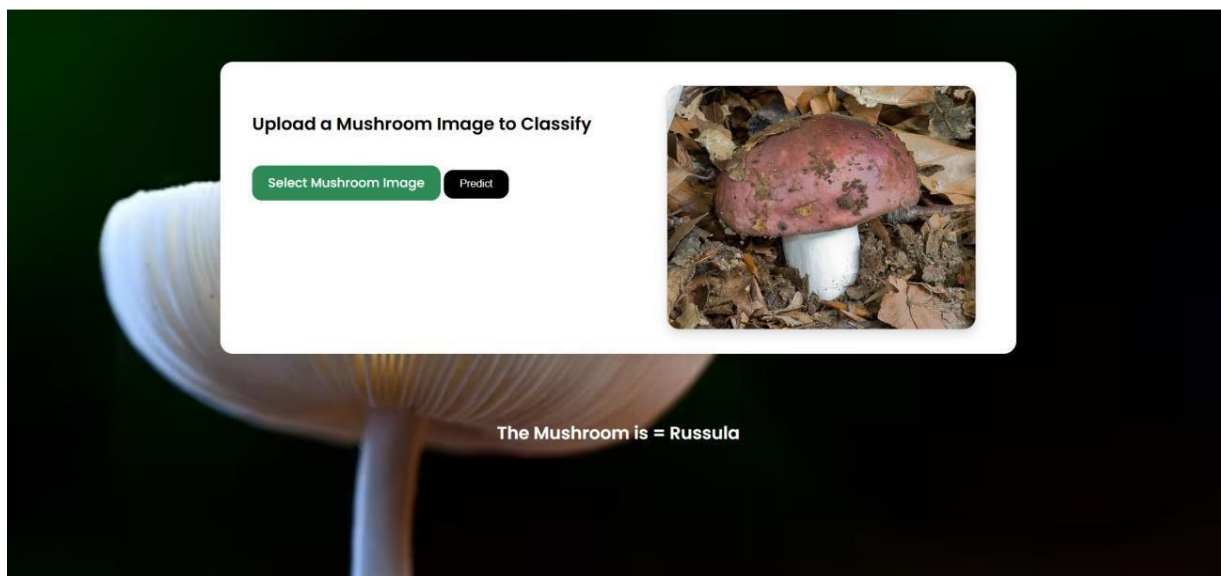 Upload a Mushroom Image to Classify
Select Mushroom Image Predict
The Mushroom is = Russula